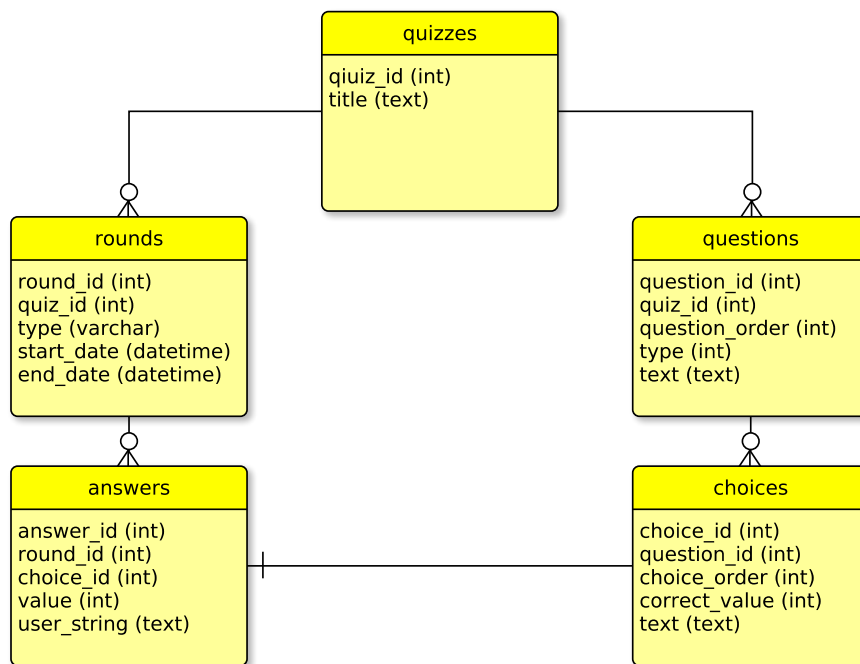 quizzes
qiuiz_id (int)
title (text)
rounds
round_id (int)
quiz_id (int)
type (varchar)
start_date (datetime)
end_date (datetime)
questions
question_id (int)
quiz_id (int)
question_order (int)
type (int)
text (text)
answers
answer_id (int)
round_id (int)
choice_id (int)
value (int)
user_string (text)
choices
choice_id (int)
question_id (int)
choice_order (int)
correct_value (int)
text (text)